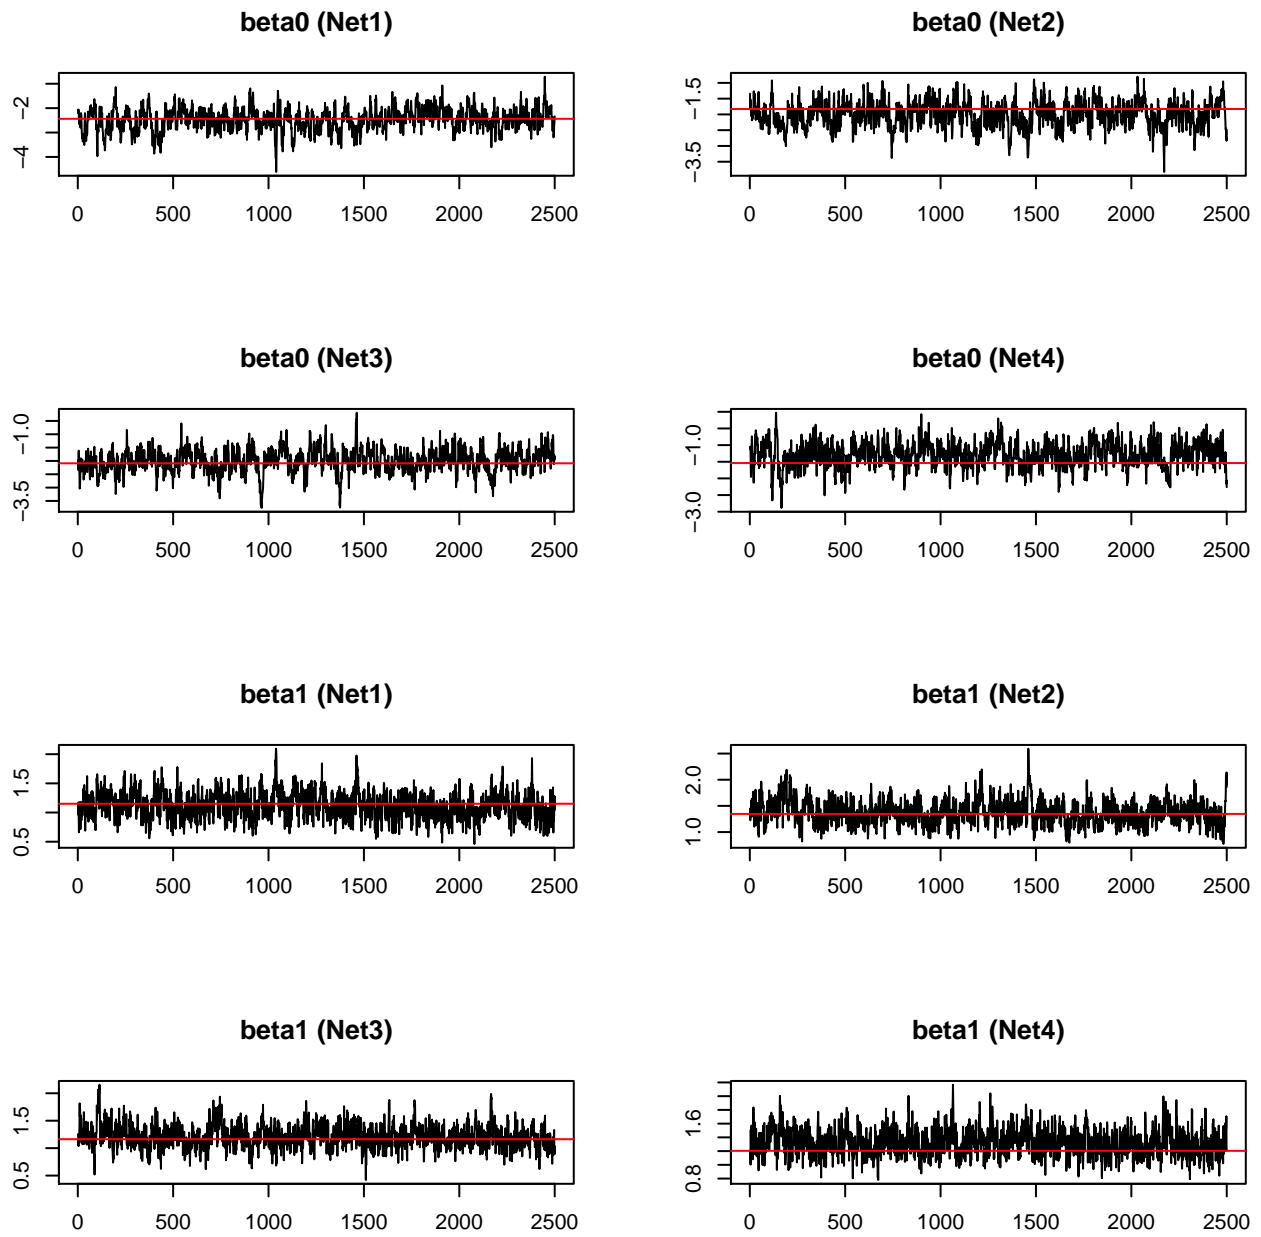 beta0 (Net1)
−2
−4
0 500 1000 1500 2000 2500
beta0 (Net2)
−1.5
−3.5
0 500 1000 1500 2000 2500
beta0 (Net3)
−1.0
−3.5
0 500 1000 1500 2000 2500
beta0 (Net4)
−1.0
−3.0
0 500 1000 1500 2000 2500
beta1 (Net1)
1.5
0.5
0 500 1000 1500 2000 2500
beta1 (Net2)
2.0
1.0
0 500 1000 1500 2000 2500
beta1 (Net3)
1.5
0.5
0 500 1000 1500 2000 2500
beta1 (Net4)
1.6
0.8
0 500 1000 1500 2000 2500